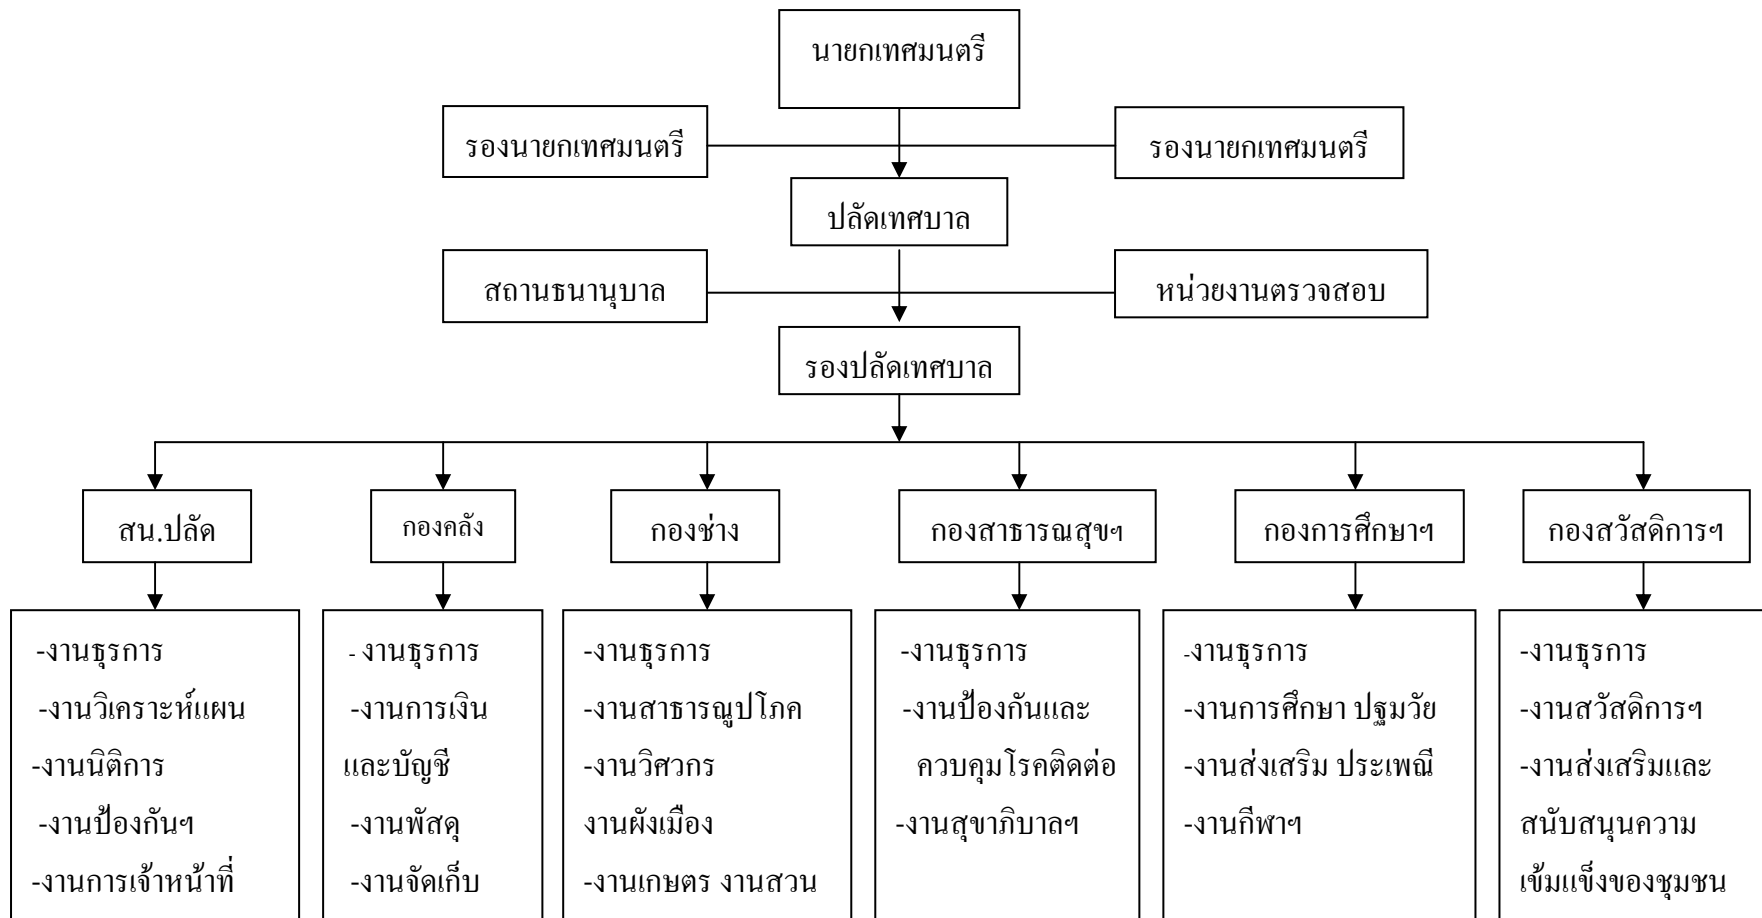 นายกเทศมนตรี
รองนายกเทศมนตรี
รองนายกเทศมนตรี
ปลัดเทศบาล
สถานธนานุบาล
หน่วยงานตรวจสอบ
รองปลัดเทศบาล
สน.ปลัด
กองคลัง
กองช่าง
กองสาธารณสุขฯ
กองการศึกษาฯ
กองสวัสดิการฯ
-งานธุรการ
-งานวิเคราะห์แผน
-งานนิติการ
-งานป้องกันฯ
-งานการเจ้าหน้าที่
- งานธุรการ
-งานการเงิน
และบัญชี
-งานพัสดุ
-งานจัดเก็บ
-งานธุรการ
-งานสาธารณูปโภค
-งานวิศวกร
งานผังเมือง
-งานเกษตร งานสวน
-งานธุรการ
-งานป้องกันและ
ควบคุมโรคติดต่อ
-งานสุขาภิบาลฯ
-งานธุรการ
-งานการศึกษา ปฐมวัย
-งานส่งเสริม ประเพณี
-งานกีฬาฯ
-งานธุรการ
-งานสวัสดิการฯ
-งานส่งเสริมและ
สนับสนุนความ
เข้มแข็งของชุมชน